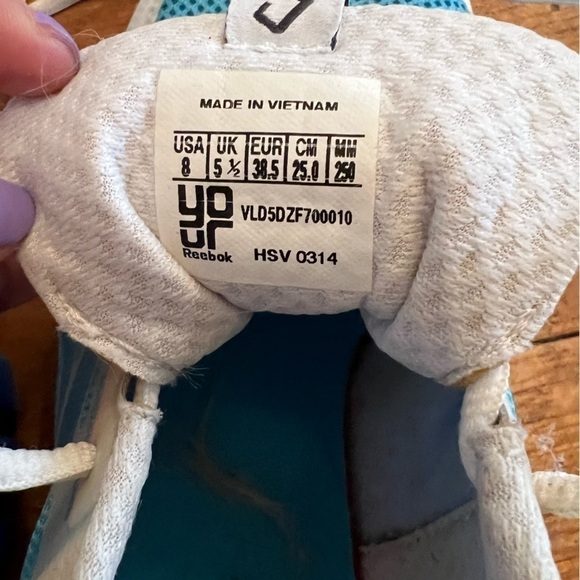 MADE IN VIETNAM
USA UK EUR CM MM
8 5 ½ 38.5 25.0 250
yo
ur
VLD5DZF700010
Reebok HSV 0314